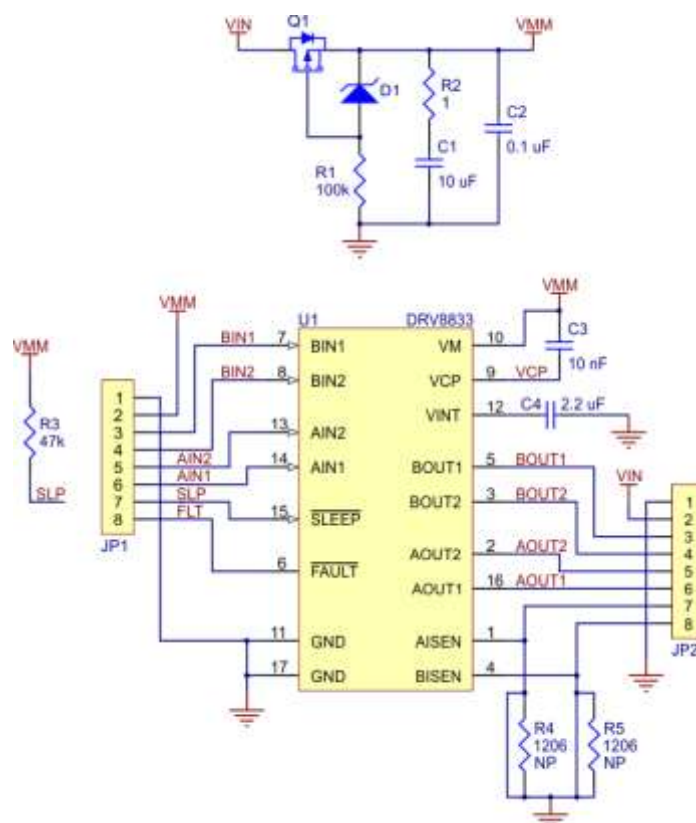 Q1
VIN
VMM
D1
R2
1
C2
0.1 uF
C1
10 uF
R1
100k
VMM
VMM
VMM
U1
DRV8833
R3
47k
SLP
1
2
3
4
5
6
7
8
JP1
BIN1
BIN2
AIN2
AIN1
SLP
FLT
7
8
13
14
15
6
11
17
BIN1
BIN2
AIN2
AIN1
SLEEP
FAULT
GND
GND
VM
VCP
VINT
BOUT1
BOUT2
AOUT2
AOUT1
AISEN
BISEN
10
9
12
5
3
2
16
1
4
VCP
C3
10 nF
C4
2.2 uF
BOUT1
BOUT2
AOUT2
AOUT1
VIN
1
2
3
4
5
6
7
8
JP2
R4
1206
NP
R5
1206
NP